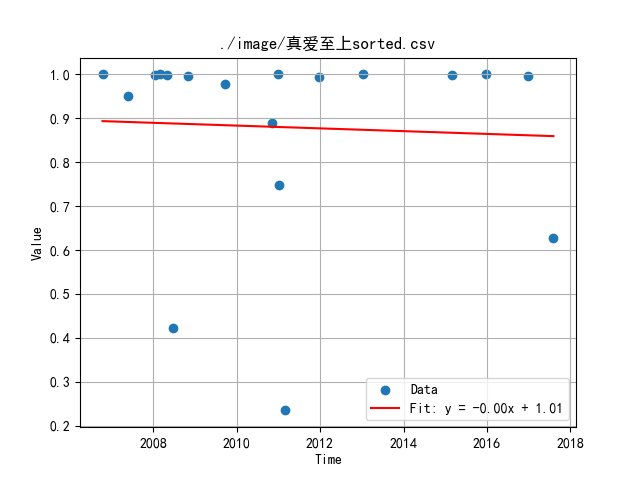 ./image/真爱至上sorted.csv
1.0
0.9
0.8
0.7
0.6
0.5
0.4
0.3
0.2
Value
Data
Fit: y = -0.00x + 1.01
2008 2010 2012 2014 2016 2018
Time